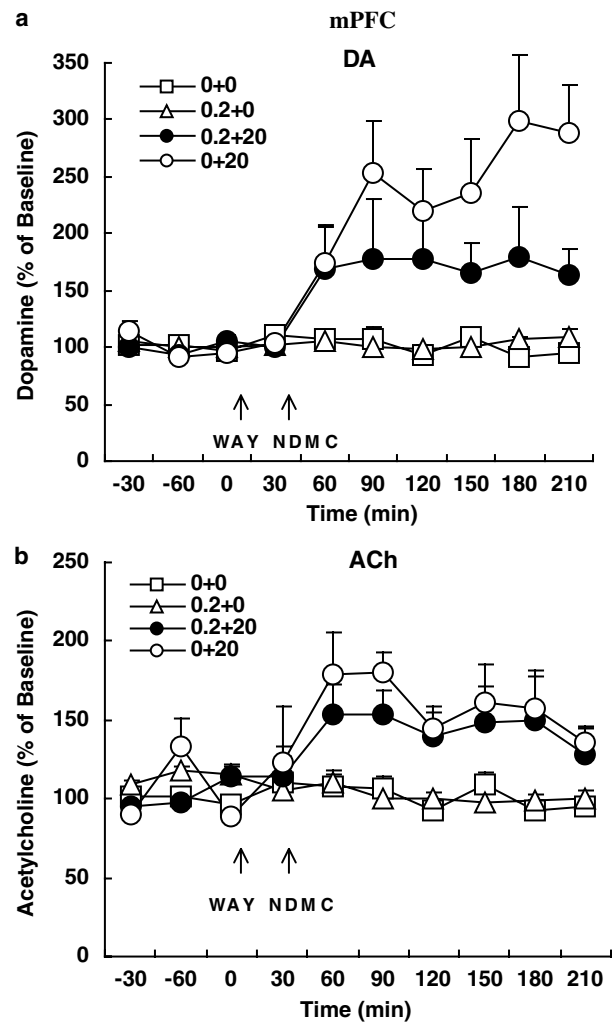 a
mPFC
DA
Dopamine (% of Baseline)
350
300
250
200
150
100
50
0
0+0
0.2+0
0.2+20
0+20
WAY NDMC
-30 -60 0 30 60 90 120 150 180 210
Time (min)
b
ACh
Acetylcholine (% of Baseline)
250
200
150
100
50
0
0+0
0.2+0
0.2+20
0+20
WAY NDMC
-30 -60 0 30 60 90 120 150 180 210
Time (min)